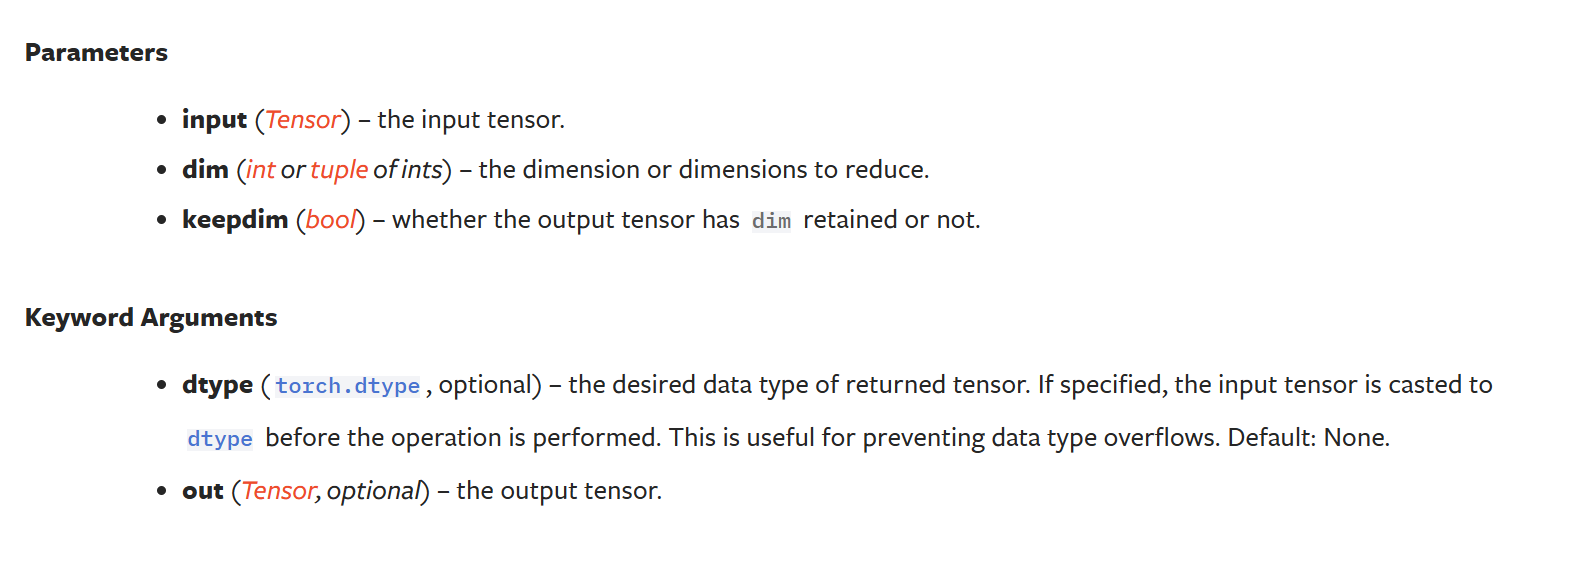 Parameters
• input (Tensor) – the input tensor.
• dim (int or tuple of ints) – the dimension or dimensions to reduce.
• keepdim (bool) – whether the output tensor has dim retained or not.
Keyword Arguments
• dtype (torch.dtype, optional) – the desired data type of returned tensor. If specified, the input tensor is casted to
dtype before the operation is performed. This is useful for preventing data type overflows. Default: None.
• out (Tensor, optional) – the output tensor.